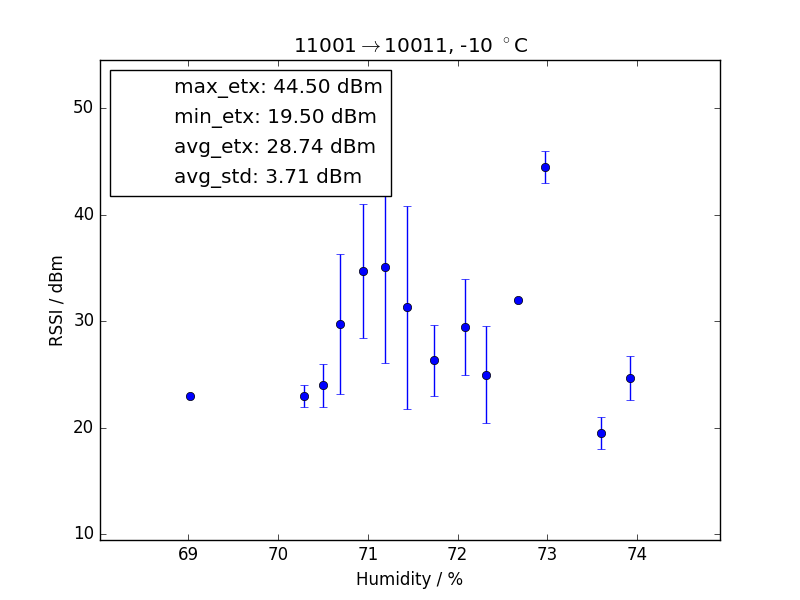 11001→10011, -10 °C
max_etx: 44.50 dBm
min_etx: 19.50 dBm
avg_etx: 28.74 dBm
avg_std: 3.71 dBm
50
40
30
20
10
RSSI / dBm
69 70 71 72 73 74
Humidity / %